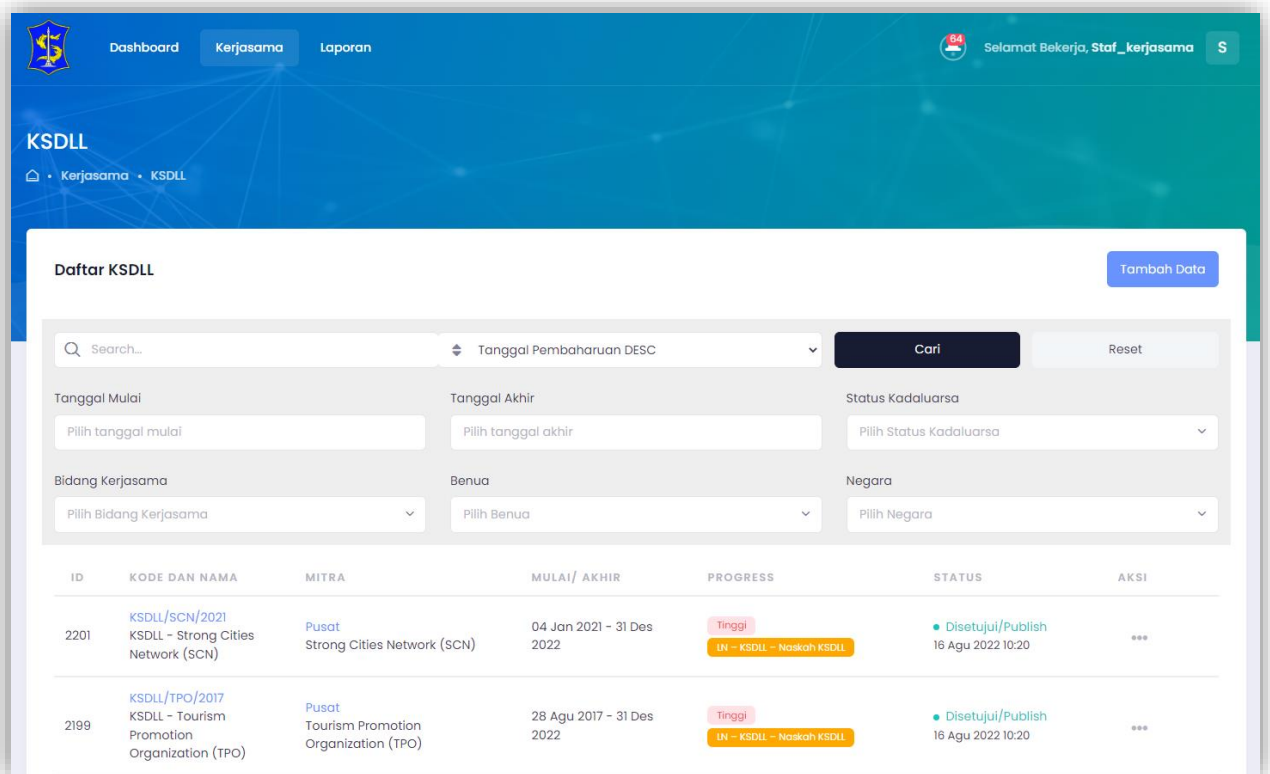 Dashboard Kerjasama Laporan 64 Selamat Bekerja, Staf_kerjasama S
KSDLL
Kerjasama • KSDLL
Daftar KSDLL Tambah Data
Search... Tanggal Pembaharuan DESC Cari Reset
Tanggal Mulai Tanggal Akhir Status Kadaluarsa
Pilih tanggal mulai Pilih tanggal akhir Pilih Status Kadaluarsa
Bidang Kerjasama Benua Negara
Pilih Bidang Kerjasama Pilih Benua Pilih Negara
ID KODE DAN NAMA MITRA MULAI/ AKHIR PROGRESS STATUS AKSI
2201
KSDLL/SCN/2021
KSDLL - Strong Cities
Network (SCN)
Pusat
Strong Cities Network (SCN)
04 Jan 2021 - 31 Des
2022
Tinggi
LN – KSDLL – Naskah KSDLL
Disetujui/Publish
16 Agu 2022 10:20
2199
KSDLL/TPO/2017
KSDLL - Tourism
Promotion
Organization (TPO)
Pusat
Tourism Promotion
Organization (TPO)
28 Agu 2017 - 31 Des
2022
Tinggi
LN – KSDLL – Naskah KSDLL
Disetujui/Publish
16 Agu 2022 10:20